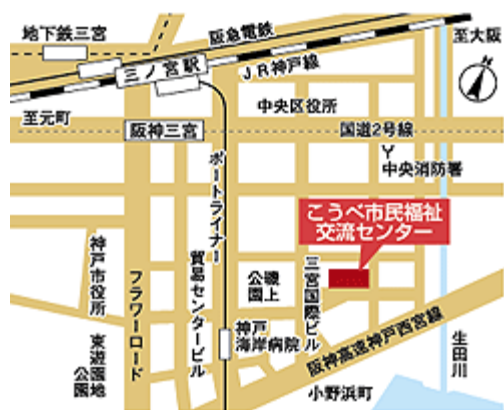 地下鉄三宮
阪急電鉄
至大阪
三ノ宮駅
JR神戸線
N
至元町
中央区役所
阪神三宮
国道2号線
Y
中央消防署
ポートライナー
こうべ市民福祉
交流センター
神戸市役所
フラワーロード
貿易センタービル
磯上
公園
三宮国際ビル
神戸
海岸病院
阪神高速神戸西宮線
生田川
東遊園地
公園
小野浜町